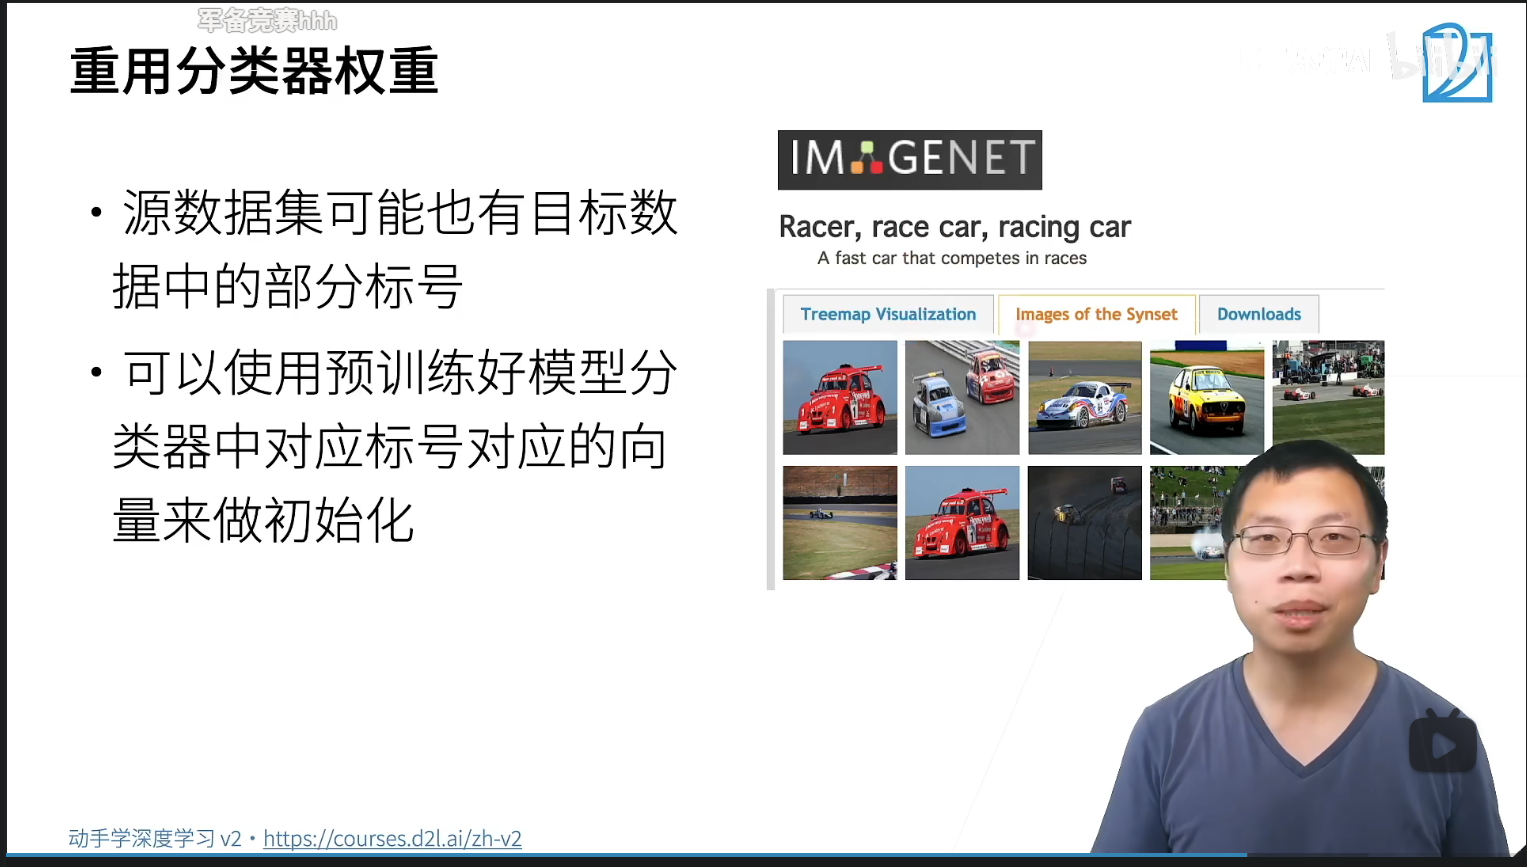 军备竞赛hhh
重用分类器权重
IMAGENET
• 源数据集可能也有目标数
据中的部分标号
• 可以使用预训练好模型分
类器中对应标号对应的向
量来做初始化
Racer, race car, racing car
A fast car that competes in races
Treemap Visualization
Images of the Synset
Downloads
动手学深度学习 v2 • https://courses.d2l.ai/zh-v2